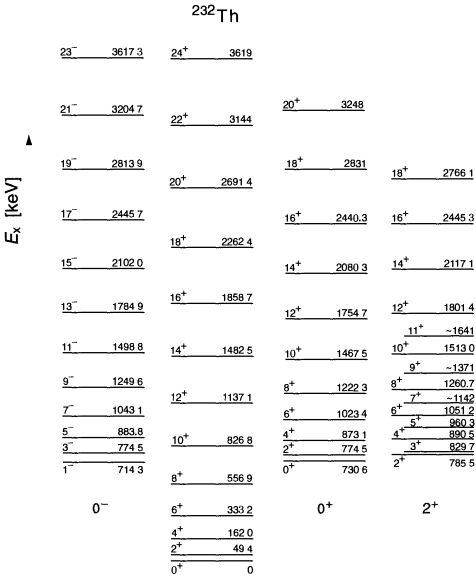 ²³²Th
Eₓ [keV]
23⁻ 3617 3
21⁻ 3204 7
19⁻ 2813 9
17⁻ 2445.7
15⁻ 2102 0
13⁻ 1784 9
11⁻ 1498 8
9⁻ 1249 6
7⁻ 1043 1
5⁻ 883.8
3⁻ 774 5
1⁻ 714 3
0⁻
24⁺ 3619
22⁺ 3144
20⁺ 2691 4
18⁺ 2262 4
16⁺ 1858 7
14⁺ 1482 5
12⁺ 1137 1
10⁺ 826 8
8⁺ 556 9
6⁺ 333 2
4⁺ 162 0
2⁺ 49 4
0⁺ 0
20⁺ 3248
18⁺ 2831
16⁺ 2440.3
14⁺ 2080 3
12⁺ 1754 7
10⁺ 1467 5
8⁺ 1222 3
6⁺ 1023 4
4⁺ 873 1
2⁺ 774 5
0⁺ 730 6
0⁺
18⁺ 2766 1
16⁺ 2445 3
14⁺ 2117 1
12⁺ 1801 4
11⁺ ~1641
10⁺ 1513 0
9⁺ ~1371
8⁺ 1260.7
7⁺ ~1142
6⁺ 1051 2
5⁺ 960 3
4⁺ 890 5
3⁺ 829 7
2⁺ 785 5
2⁺